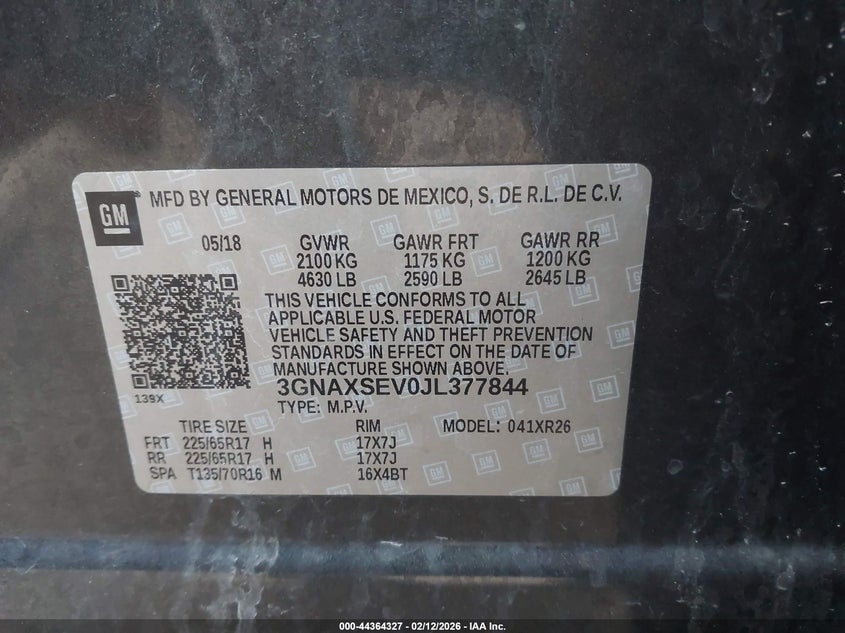 GM
MFD BY GENERAL MOTORS DE MEXICO, S. DE R.L. DE C.V.
05/18 GVWR GAWR FRT GAWR RR
2100 KG 1175 KG 1200 KG
4630 LB 2590 LB 2645 LB
THIS VEHICLE CONFORMS TO ALL
APPLICABLE U.S. FEDERAL MOTOR
VEHICLE SAFETY AND THEFT PREVENTION
STANDARDS IN EFFECT ON THE DATE OF
MANUFACTURE SHOWN ABOVE.
3GNAXSEV0JL377844
139X
TYPE: M.P.V.
TIRE SIZE RIM MODEL: 041XR26
FRT 225/65R17 H 17X7J
RR 225/65R17 H 17X7J
SPA T135/70R16 M 16X4BT
000-44364327 - 02/12/2026 - IAA Inc.